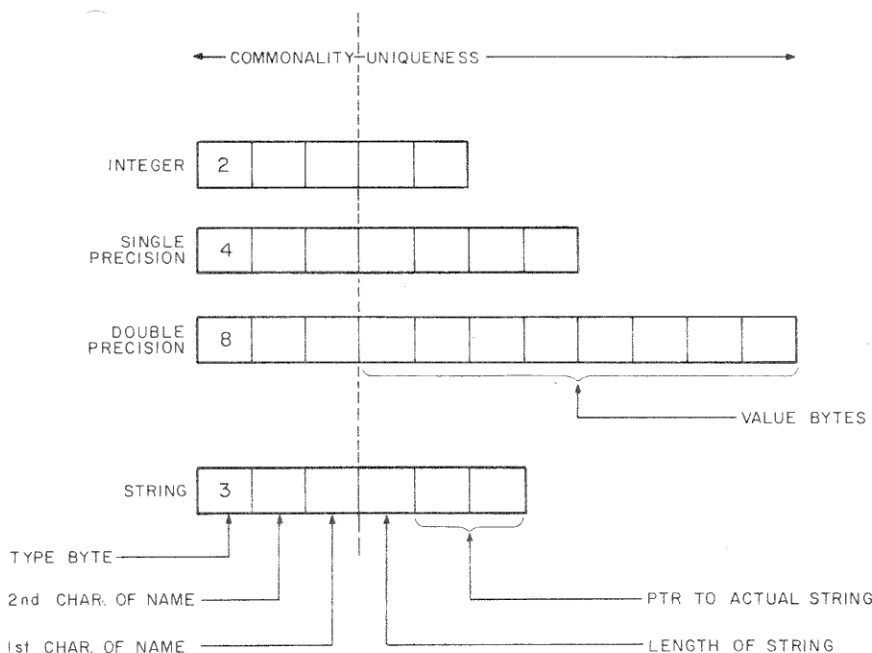 COMMONALITY UNIQUENESS
INTEGER 2
SINGLE
PRECISION 4
DOUBLE
PRECISION 8
VALUE BYTES
STRING 3
TYPE BYTE
2nd CHAR. OF NAME
PTR TO ACTUAL STRING
1st CHAR. OF NAME
LENGTH OF STRING